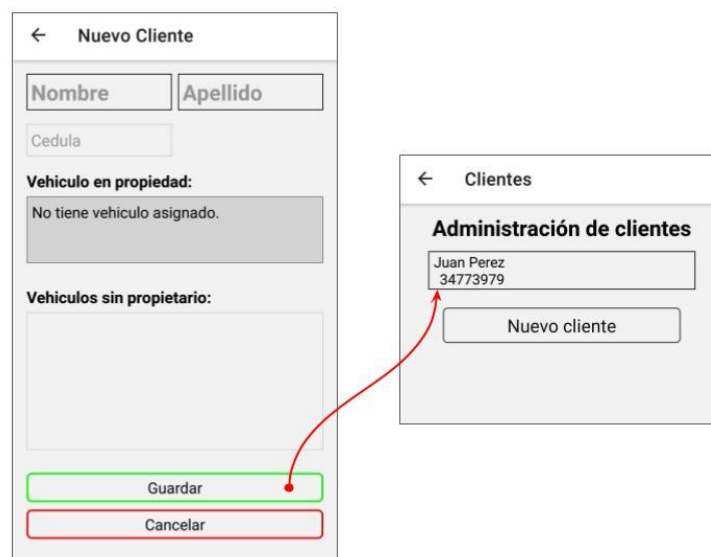 Nuevo Cliente
Nombre Apellido
Cedula
Vehiculo en propiedad:
No tiene vehiculo asignado.
Vehiculos sin propietario:
Guardar
Cancelar
Clientes
Administración de clientes
Juan Perez
34773979
Nuevo cliente